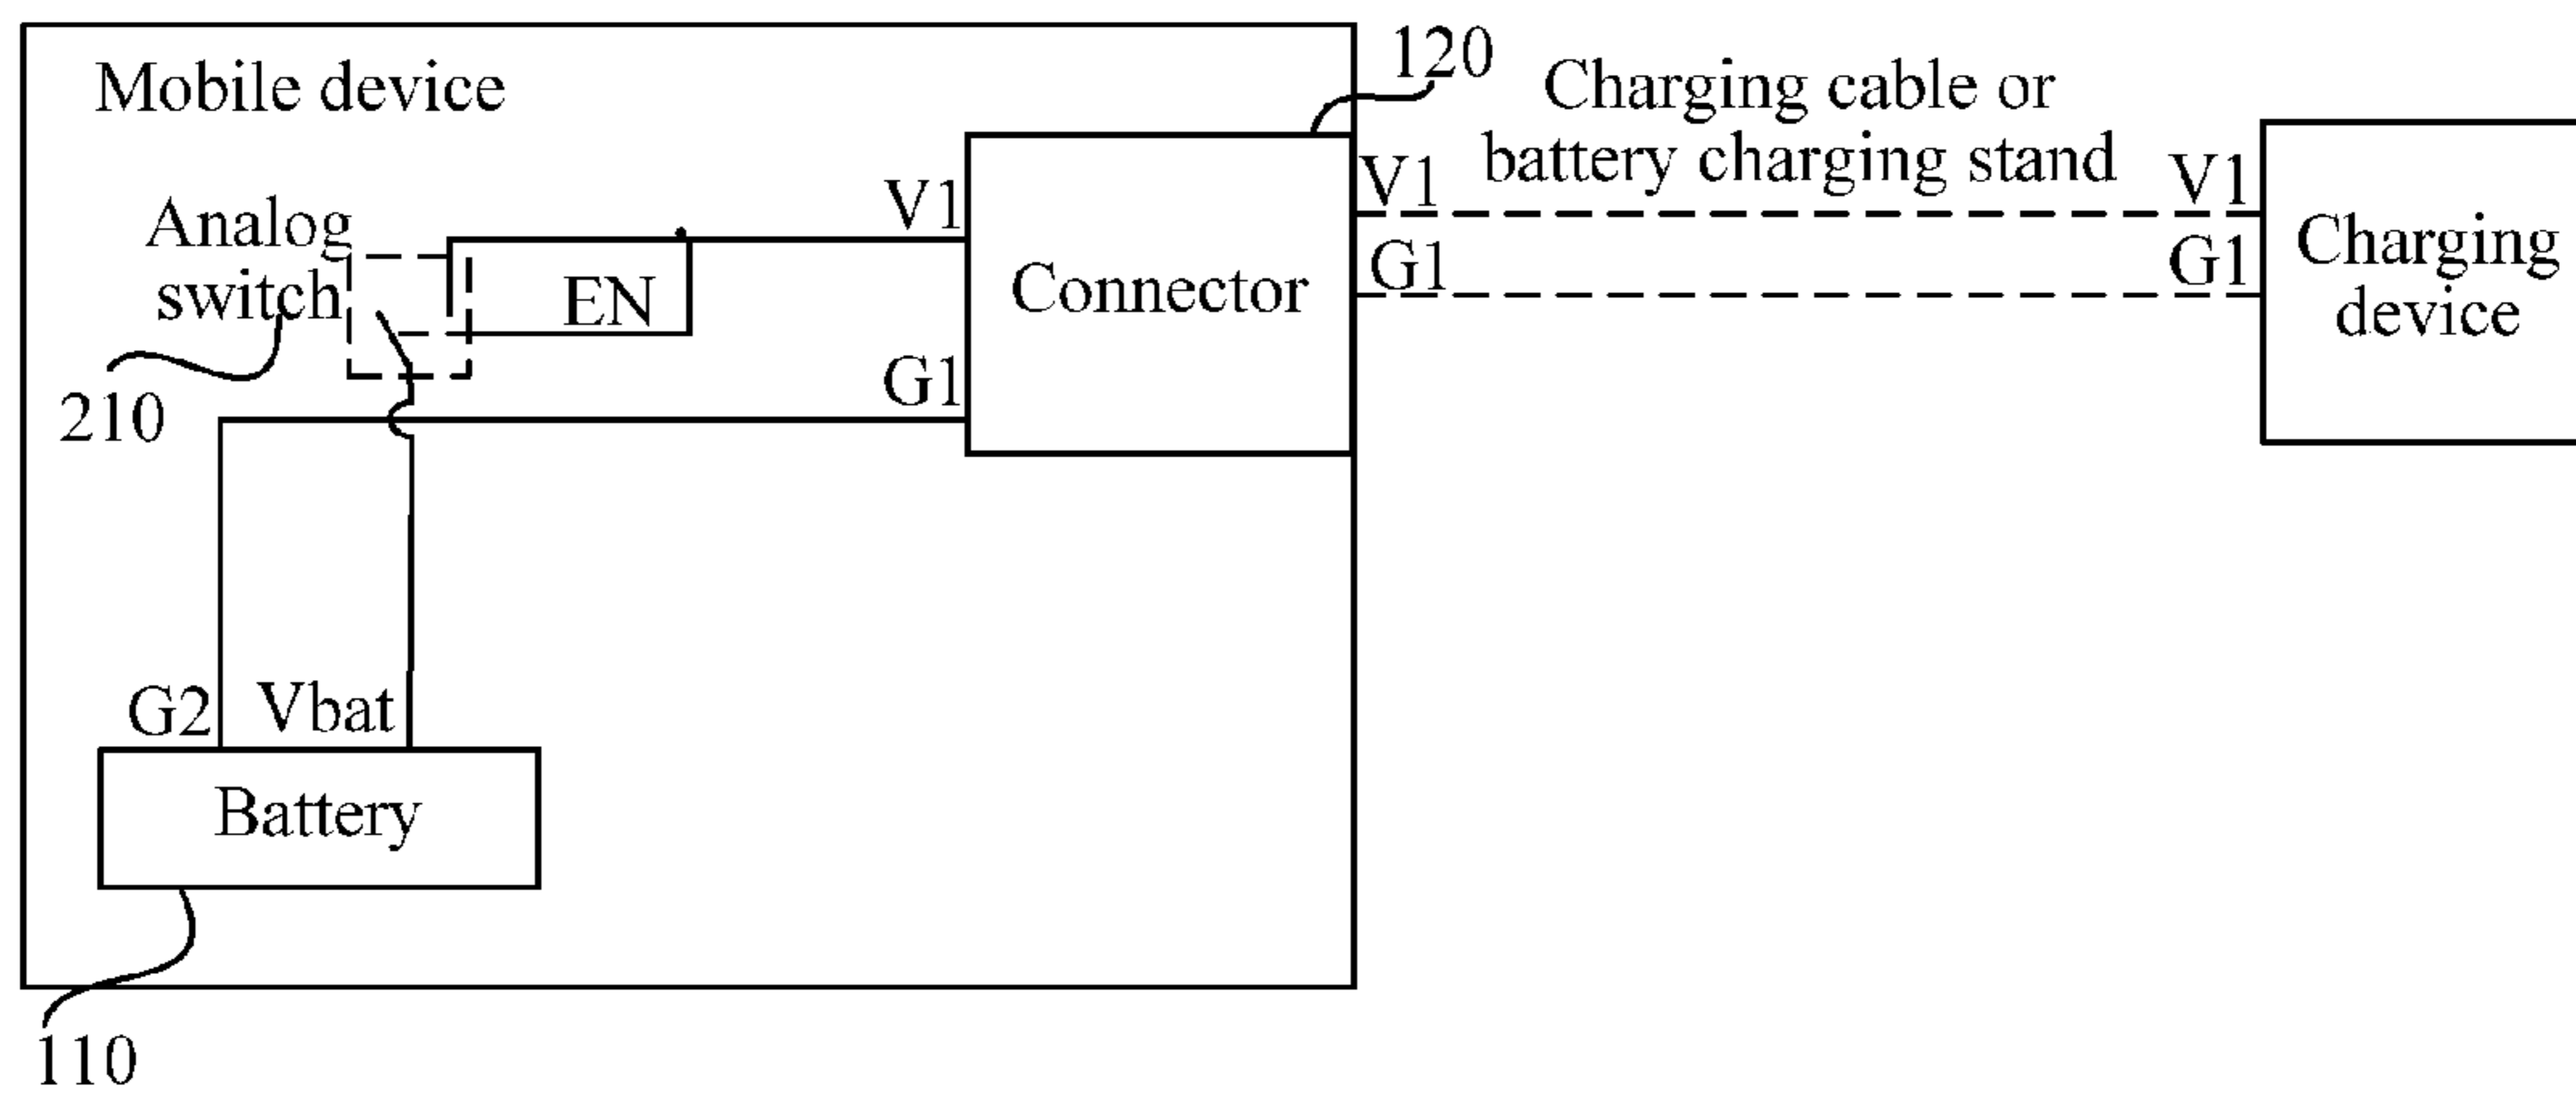 Mobile device
120
Charging cable or
battery charging stand
Analog
switch
210
EN
V1
G1
Connector
V1
G1
V1
G1
Charging
device
G2
Vbat
Battery
110